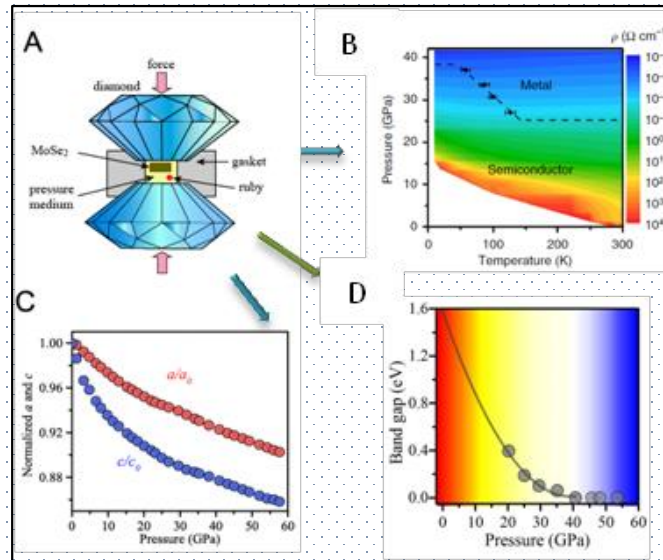 A
force
diamond
MoSe2
gasket
pressure
medium
ruby
B
ρ (Ω cm
Pressure (GPa)
40
30
20
10
0
Metal
Semiconductor
0
100
200
300
Temperature (K)
10³
10⁴
C
Normalized a and c
1.00
0.96
0.92
0.88
a/a0
c/c0
0 10 20 30 40 50 60
Pressure (GPa)
D
Band gap (eV)
1.6
1.2
0.8
0.4
0.0
0 10 20 30 40 50 60
Pressure (GPa)